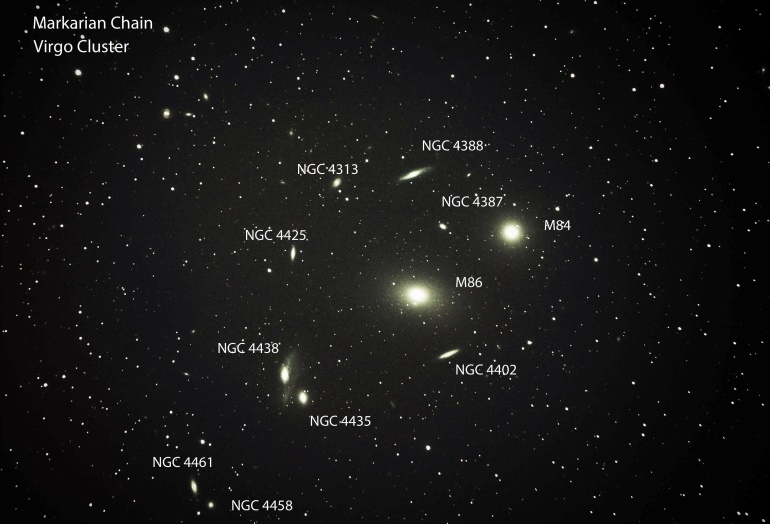 Markarian Chain
Virgo Cluster
NGC 4388
NGC 4313
NGC 4387
M84
NGC 4425
M86
NGC 4438
NGC 4402
NGC 4435
NGC 4461
NGC 4458